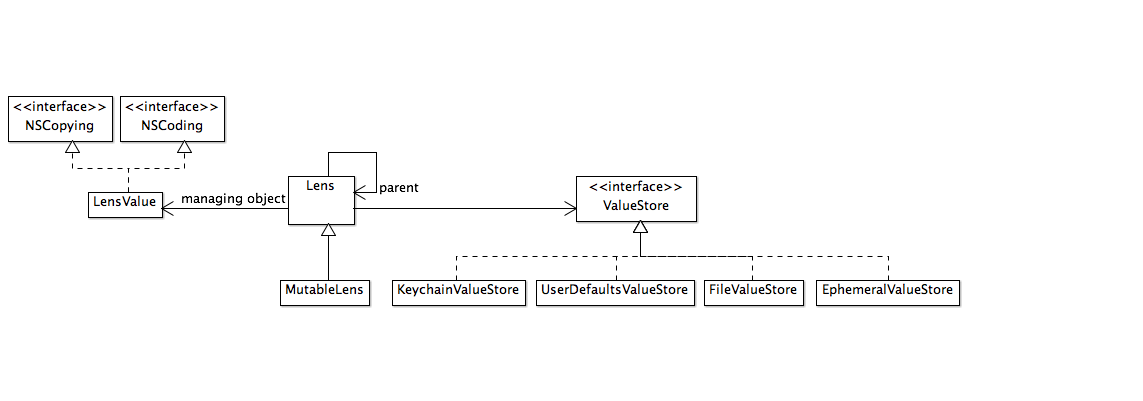 <<interface>>
NSCopying
<<interface>>
NSCoding
LensValue
managing object
Lens
parent
<<interface>>
ValueStore
MutableLens
KeychainValueStore
UserDefaultsValueStore
FileValueStore
EphemeralValueStore